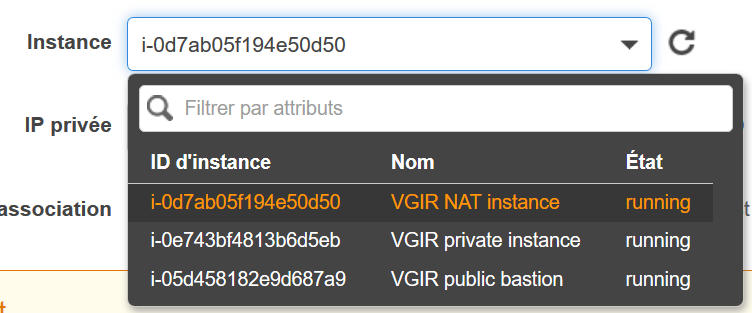 Instance i-0d7ab05f194e50d50
Filtrer par attributs
IP privée
ID d'instance Nom État
association i-0d7ab05f194e50d50 VGIR NAT instance running
i-0e743bf4813b6d5eb VGIR private instance running
i-05d458182e9d687a9 VGIR public bastion running